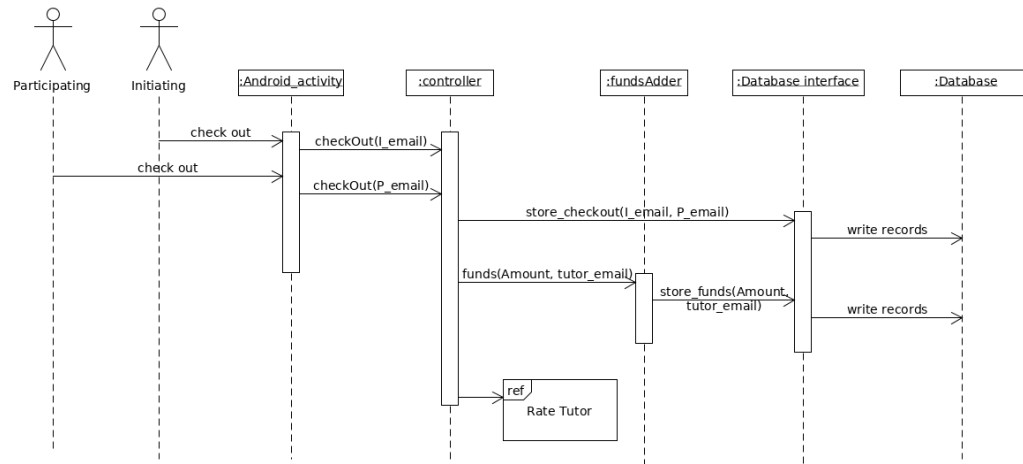 Participating
Initiating
:Android_activity
:controller
:fundsAdder
:Database interface
:Database
check out
checkOut(I_email)
check out
checkOut(P_email)
store_checkout(I_email, P_email)
write records
funds(Amount, tutor_email)
store_funds(Amount,
tutor_email)
write records
ref
Rate Tutor